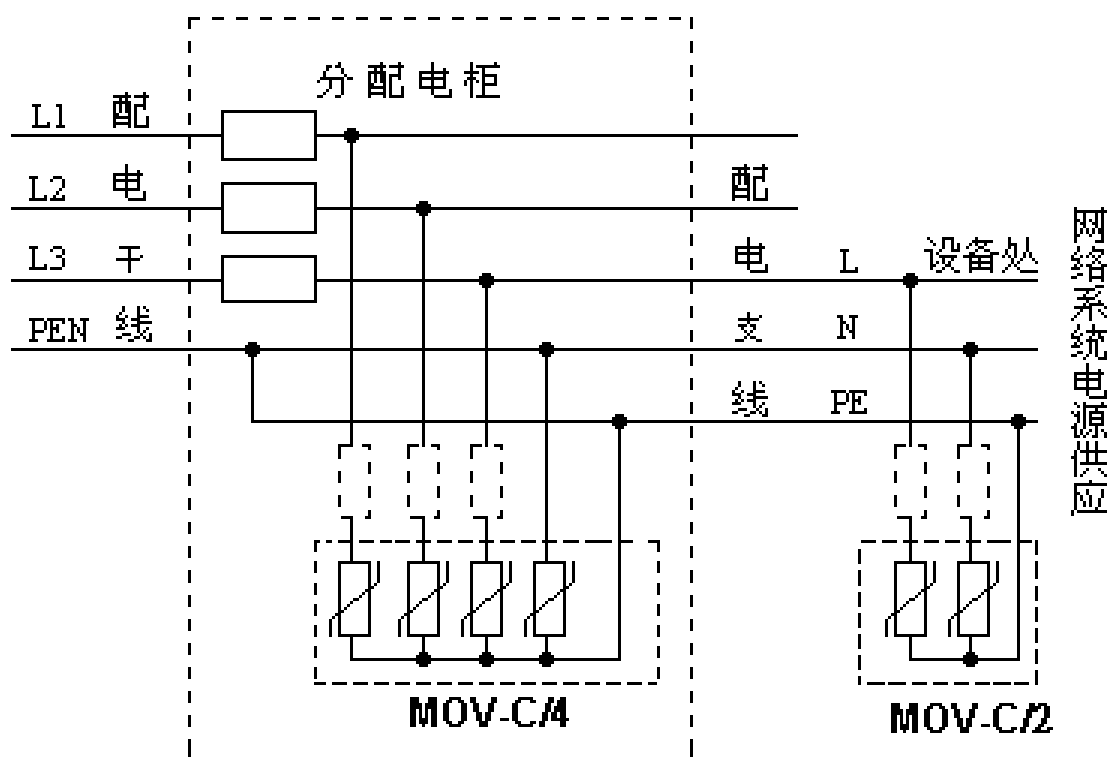 分配电柜
L1 配
L2 电
L3 干
PEN 线
配
电 L
支 N
线 PE
设备处
网络系统电源供应
MOV-C/4
MOV-C/2